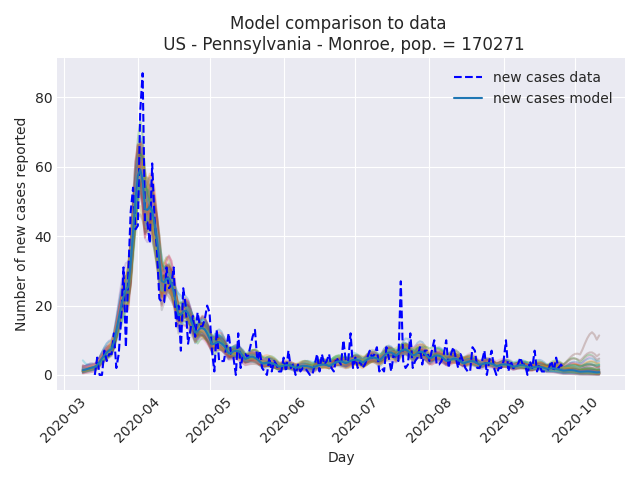 Model comparison to data
US - Pennsylvania - Monroe, pop. = 170271
new cases data
new cases model
Number of new cases reported
80
60
40
20
0
2020-03
2020-04
2020-05
2020-06
2020-07
2020-08
2020-09
2020-10
Day